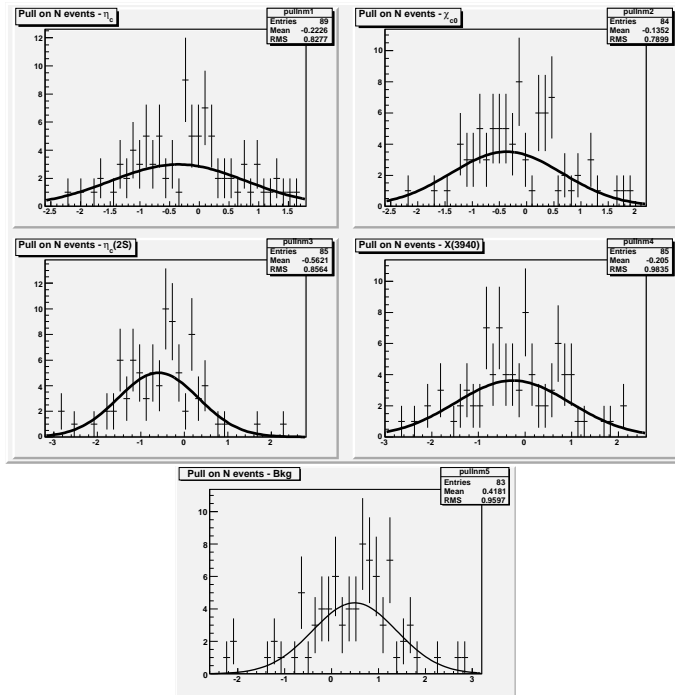 Pull on N events - ηc
pullnm1
Entries 89
Mean -0.2226
RMS 0.8277
12
10
8
6
4
2
0
-2.5 -2 -1.5 -1 -0.5 0 0.5 1 1.5
Pull on N events - χc0
pullnm2
Entries 84
Mean -0.1352
RMS 0.7899
10
8
6
4
2
0
-2.5 -2 -1.5 -1 -0.5 0 0.5 1 1.5 2
Pull on N events - ηc(2S)
pullnm3
Entries 85
Mean -0.5621
RMS 0.8564
12
10
8
6
4
2
0
-3 -2 -1 0 1 2
Pull on N events - X(3940)
pullnm4
Entries 85
Mean -0.205
RMS 0.9835
10
8
6
4
2
0
-3 -2 -1 0 1 2
Pull on N events - Bkg
pullnm5
Entries 83
Mean 0.4181
RMS 0.9597
10
8
6
4
2
0
-2 -1 0 1 2 3